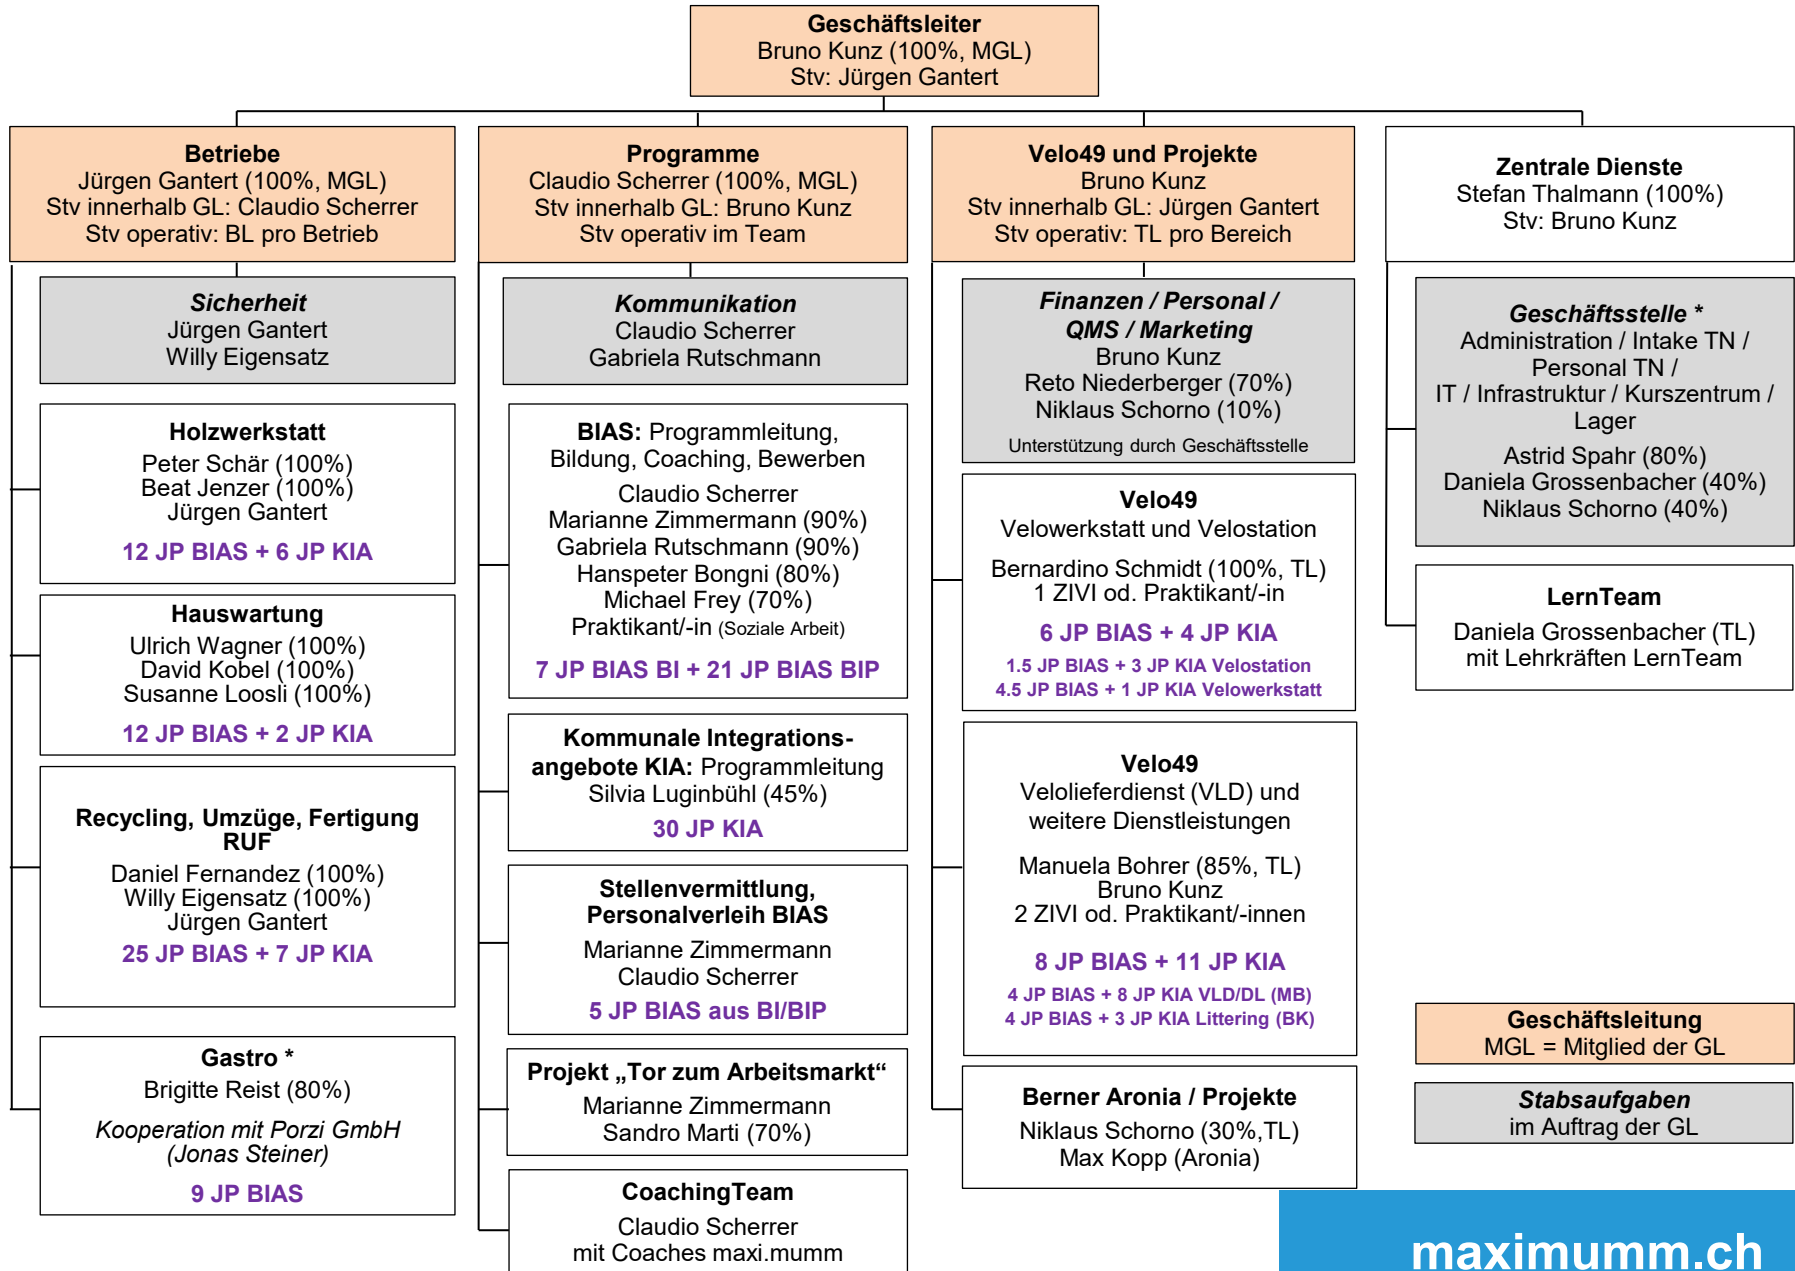 Geschäftsleiter
Bruno Kunz (100%, MGL)
Stv: Jürgen Gantert
Betriebe
Jürgen Gantert (100%, MGL)
Stv innerhalb GL: Claudio Scherrer
Stv operativ: BL pro Betrieb
Sicherheit
Jürgen Gantert
Willy Eigensatz
Holzwerkstatt
Peter Schär (100%)
Beat Jenzer (100%)
Jürgen Gantert
12 JP BIAS + 6 JP KIA
Hauswartung
Ulrich Wagner (100%)
David Kobel (100%)
Susanne Loosli (100%)
12 JP BIAS + 2 JP KIA
Recycling, Umzüge, Fertigung
RUF
Daniel Fernandez (100%)
Willy Eigensatz (100%)
Jürgen Gantert
25 JP BIAS + 7 JP KIA
Gastro *
Brigitte Reist (80%)
Kooperation mit Porzi GmbH
(Jonas Steiner)
9 JP BIAS
Programme
Claudio Scherrer (100%, MGL)
Stv innerhalb GL: Bruno Kunz
Stv operativ im Team
Kommunikation
Claudio Scherrer
Gabriela Rutschmann
BIAS: Programmleitung,
Bildung, Coaching, Bewerben
Claudio Scherrer
Marianne Zimmermann (90%)
Gabriela Rutschmann (90%)
Hanspeter Bongni (80%)
Michael Frey (70%)
Praktikant/-in (Soziale Arbeit)
7 JP BIAS BI + 21 JP BIAS BIP
Kommunale Integrations-
angebote KIA: Programmleitung
Silvia Luginbühl (45%)
30 JP KIA
Stellenvermittlung,
Personalverleih BIAS
Marianne Zimmermann
Claudio Scherrer
5 JP BIAS aus BI/BIP
Projekt „Tor zum Arbeitsmarkt“
Marianne Zimmermann
Sandro Marti (70%)
CoachingTeam
Claudio Scherrer
mit Coaches maxi.mumm
Velo49 und Projekte
Bruno Kunz
Stv innerhalb GL: Jürgen Gantert
Stv operativ: TL pro Bereich
Finanzen / Personal /
QMS / Marketing
Bruno Kunz
Reto Niederberger (70%)
Niklaus Schorno (10%)
Unterstützung durch Geschäftsstelle
Velo49
Velowerkstatt und Velostation
Bernardino Schmidt (100%, TL)
1 ZIVI od. Praktikant/-in
6 JP BIAS + 4 JP KIA
1.5 JP BIAS + 3 JP KIA Velostation
4.5 JP BIAS + 1 JP KIA Velowerkstatt
Velo49
Velolieferdienst (VLD) und
weitere Dienstleistungen
Manuela Bohrer (85%, TL)
Bruno Kunz
2 ZIVI od. Praktikant/-innen
8 JP BIAS + 11 JP KIA
4 JP BIAS + 8 JP KIA VLD/DL (MB)
4 JP BIAS + 3 JP KIA Littering (BK)
Berner Aronia / Projekte
Niklaus Schorno (30%,TL)
Max Kopp (Aronia)
Zentrale Dienste
Stefan Thalmann (100%)
Stv: Bruno Kunz
Geschäftsstelle *
Administration / Intake TN /
Personal TN /
IT / Infrastruktur / Kurszentrum /
Lager
Astrid Spahr (80%)
Daniela Grossenbacher (40%)
Niklaus Schorno (40%)
LernTeam
Daniela Grossenbacher (TL)
mit Lehrkräften LernTeam
Geschäftsleitung
MGL = Mitglied der GL
Stabsaufgaben
im Auftrag der GL
maximumm.ch